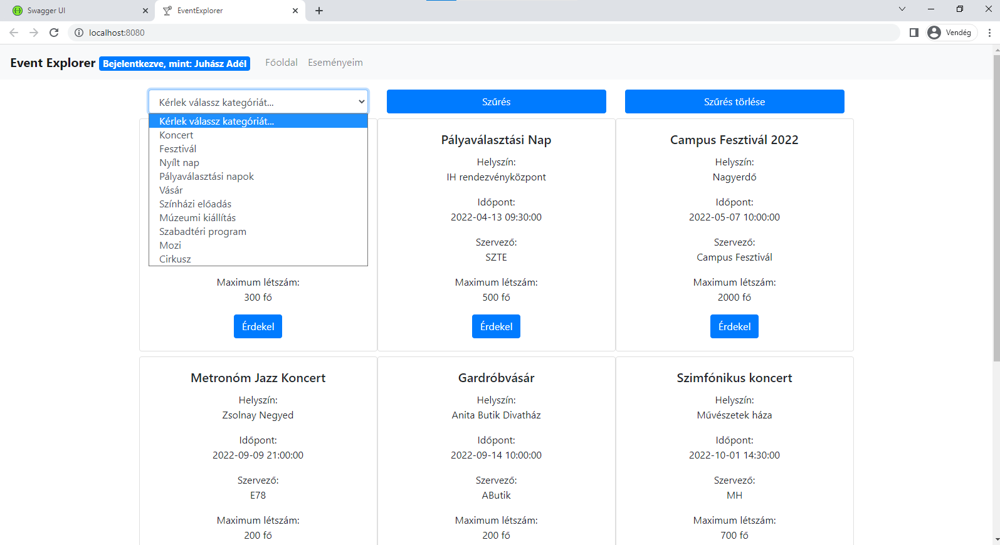 Swagger UI
EventExplorer
localhost:8080
Vendég
Event Explorer
Bejelentkezve, mint: Juhász Adél
Főoldal
Eseményeim
Kérlek válassz kategóriát...
Szűrés
Szűrés törlése
Kérlek válassz kategóriát...
Koncert
Fesztivál
Nyílt nap
Pályaválasztási napok
Vásár
Színházi előadás
Múzeumi kiállítás
Szabadtéri program
Mozi
Cirkusz
Maximum létszám:
300 fő
Érdekel
Pályaválasztási Nap
Helyszín:
IH rendezvényközpont
Időpont:
2022-04-13 09:30:00
Szervező:
SZTE
Maximum létszám:
500 fő
Érdekel
Campus Fesztivál 2022
Helyszín:
Nagyerdő
Időpont:
2022-05-07 10:00:00
Szervező:
Campus Fesztivál
Maximum létszám:
2000 fő
Érdekel
Metronóm Jazz Koncert
Helyszín:
Zsolnay Negyed
Időpont:
2022-09-09 21:00:00
Szervező:
E78
Maximum létszám:
200 fő
Gardróbvásár
Helyszín:
Anita Butik Divatház
Időpont:
2022-09-14 10:00:00
Szervező:
AButik
Maximum létszám:
200 fő
Szimfónikus koncert
Helyszín:
Művészetek háza
Időpont:
2022-10-01 14:30:00
Szervező:
MH
Maximum létszám:
700 fő